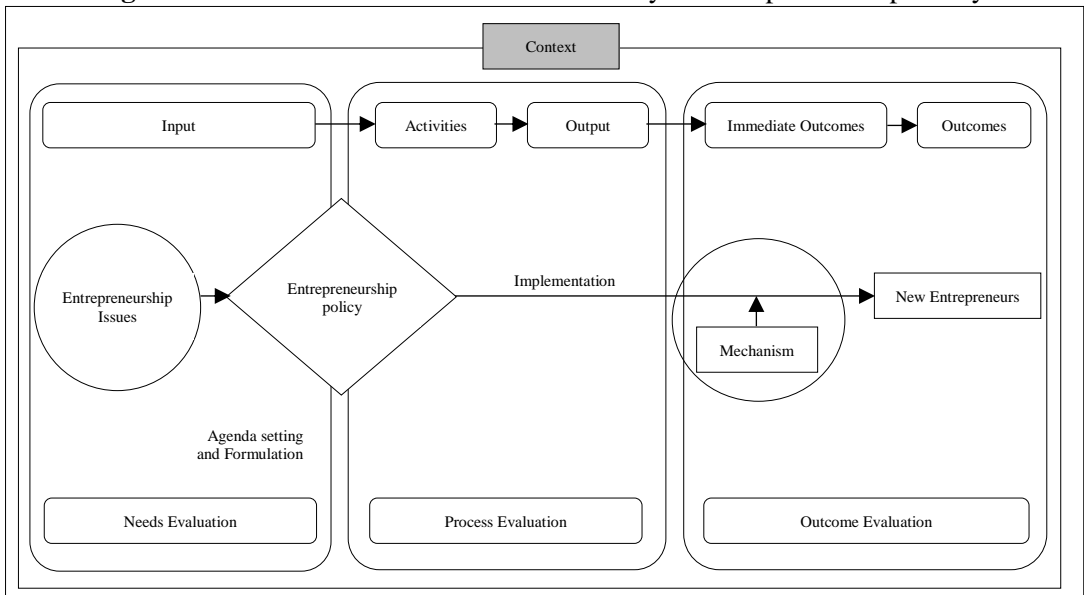 Context
Input
Activities
Output
Immediate Outcomes
Outcomes
Entrepreneurship
Issues
Entrepreneurship
policy
Implementation
Mechanism
New Entrepreneurs
Agenda setting
and Formulation
Needs Evaluation
Process Evaluation
Outcome Evaluation